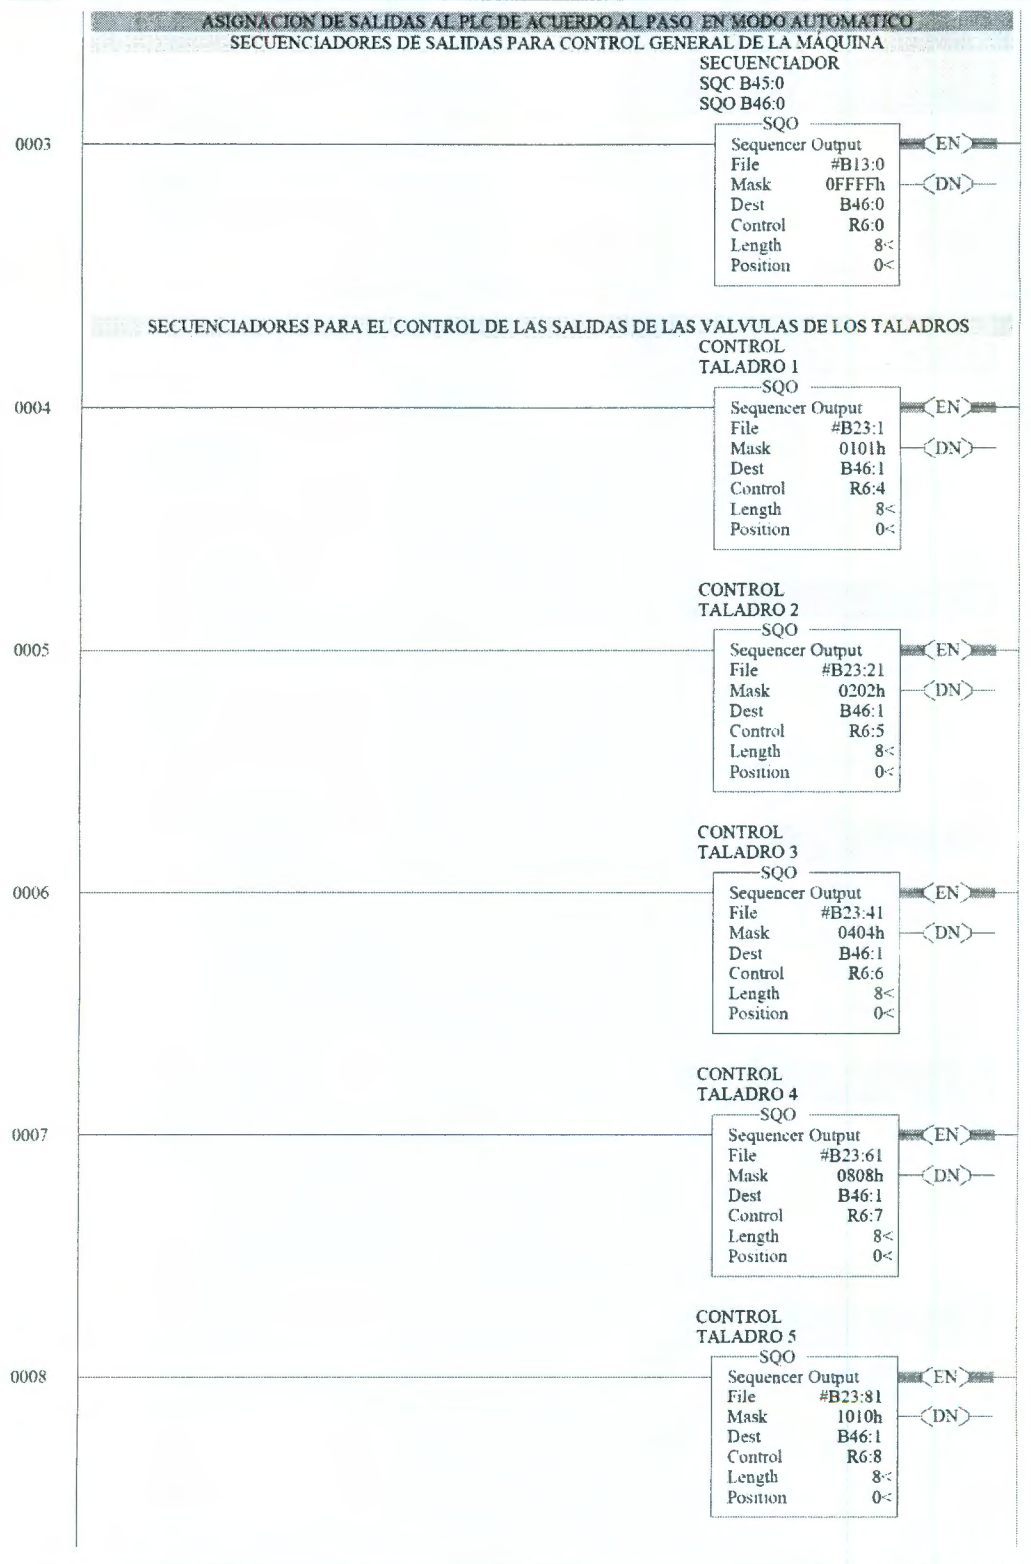 ASIGNACION DE SALIDAS AL PLC DE ACUERDO AL PASO EN MODO AUTOMATICO
SECUENCIADORES DE SALIDAS PARA CONTROL GENERAL DE LA MÁQUINA
SECUENCIADOR
SQC B45:0
SQO B46:0
SQO
0003
Sequencer Output
EN
File #B13:0
Mask 0FFFFh
DN
Dest B46:0
Control R6:0
Length 8<
Position 0<
SECUENCIADORES PARA EL CONTROL DE LAS SALIDAS DE LAS VALVULAS DE LOS TALADROS
CONTROL
TALADRO 1
SQO
0004
Sequencer Output
EN
File #B23:1
Mask 0101h
DN
Dest B46:1
Control R6:4
Length 8<
Position 0<
CONTROL
TALADRO 2
SQO
0005
Sequencer Output
EN
File #B23:21
Mask 0202h
DN
Dest B46:1
Control R6:5
Length 8<
Position 0<
CONTROL
TALADRO 3
SQO
0006
Sequencer Output
EN
File #B23:41
Mask 0404h
DN
Dest B46:1
Control R6:6
Length 8<
Position 0<
CONTROL
TALADRO 4
SQO
0007
Sequencer Output
EN
File #B23:61
Mask 0808h
DN
Dest B46:1
Control R6:7
Length 8<
Position 0<
CONTROL
TALADRO 5
SQO
0008
Sequencer Output
EN
File #B23:81
Mask 1010h
DN
Dest B46:1
Control R6:8
Length 8<
Position 0<